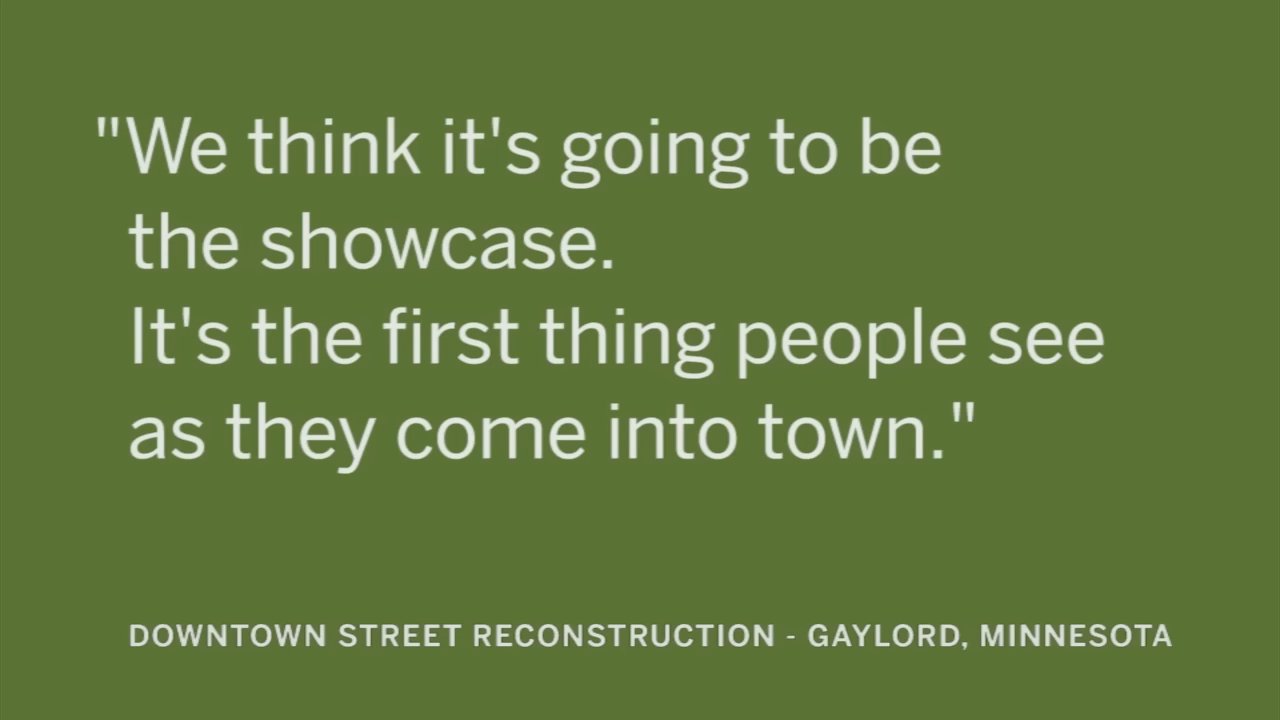 "We think it's going to be
the showcase.
It's the first thing people see
as they come into town."
DOWNTOWN STREET RECONSTRUCTION - GAYLORD, MINNESOTA